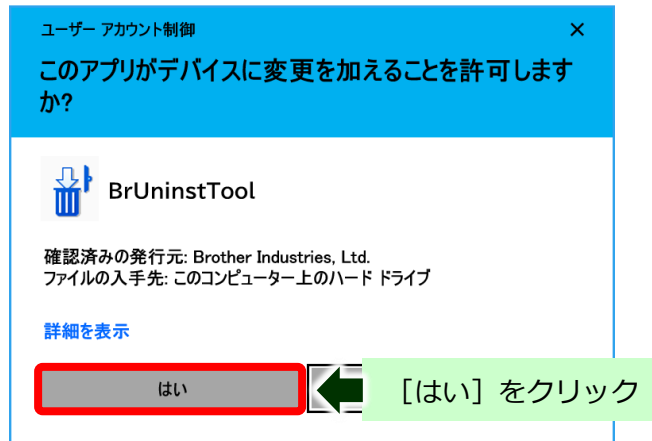 ユーザー アカウント制御
このアプリがデバイスに変更を加えることを許可します
か?
BrUninstTool
確認済みの発行元: Brother Industries, Ltd.
ファイルの入手先: このコンピューター上のハード ドライブ
詳細を表示
はい
［はい］をクリック